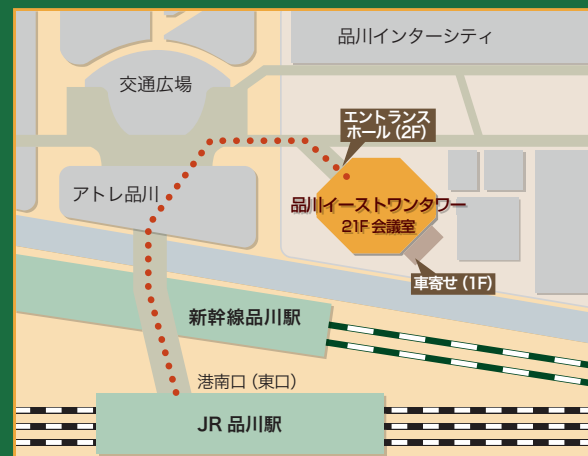 品川インターシティ
交通広場
エントランス
ホール（2F）
アトレ品川
品川イーストワンタワー
21F 会議室
車寄せ（1F）
新幹線品川駅
港南口（東口）
JR 品川駅